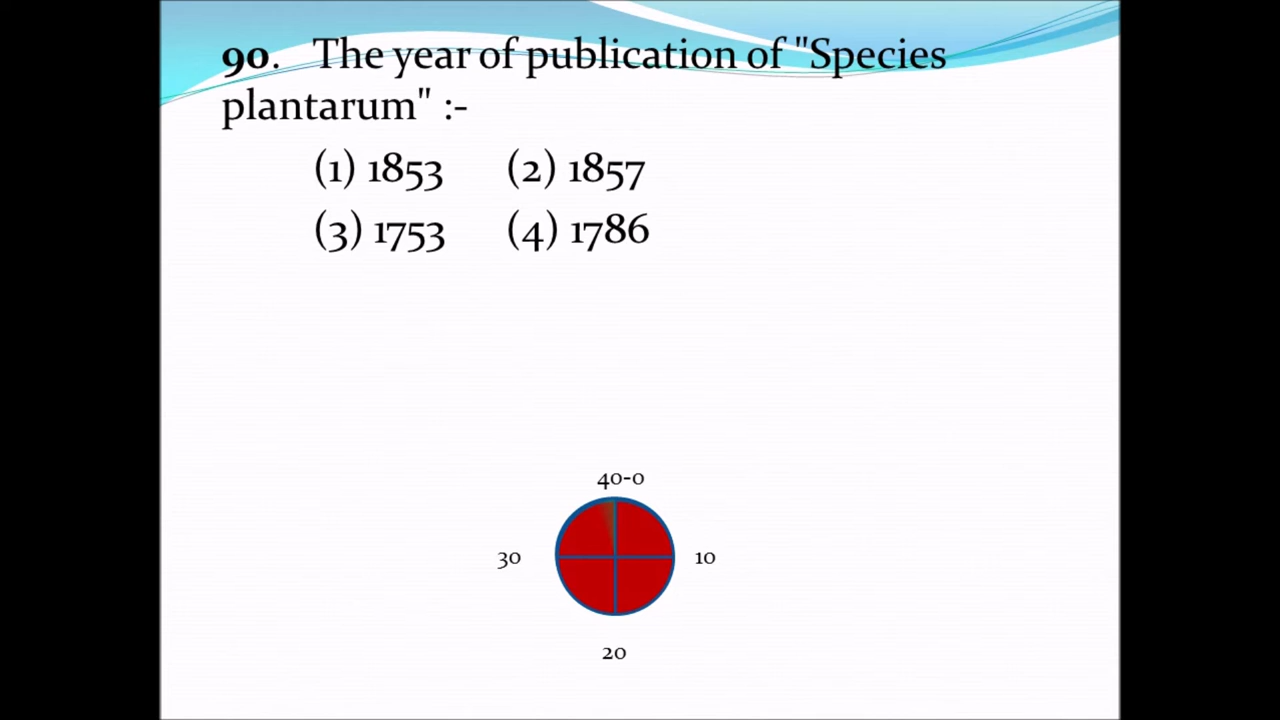 90. The year of publication of "Species
plantarum" :-
(1) 1853 (2) 1857
(3) 1753 (4) 1786
40-0
30 10
20